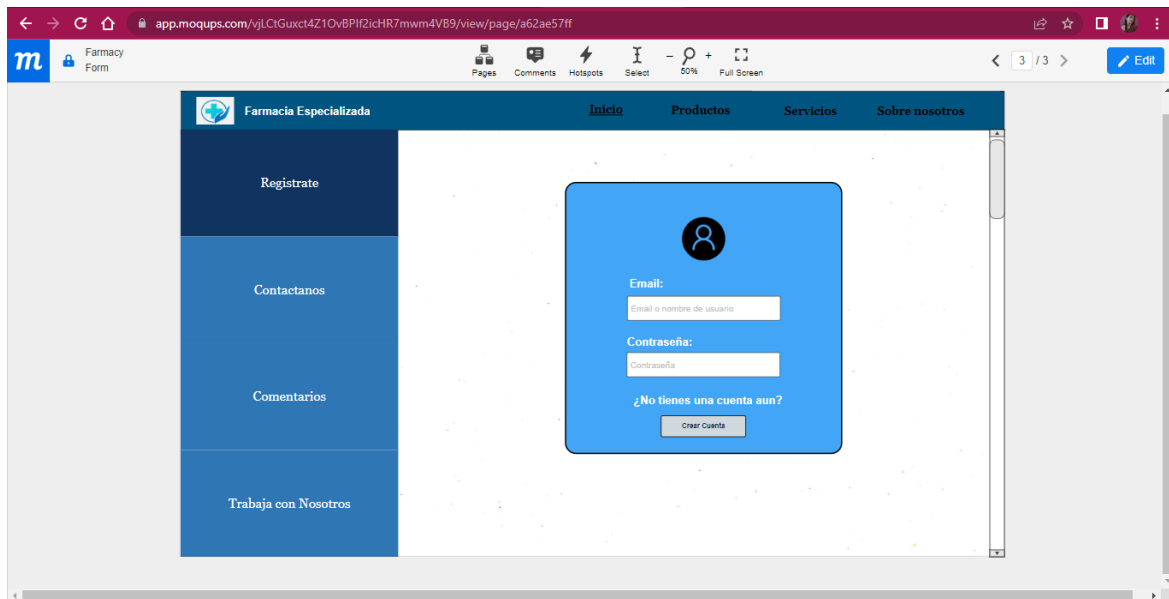 app.moqups.com/vjLCtGuxct4Z1OvBPIf2icHR7mwm4VB9/view/page/a62ae57ff
m
Farmacy
Form
Pages
Comments
Hotspots
Select
- 50% +
Full Screen
3 /3
Edit
Farmacia Especializada
Inicio
Productos
Servicios
Sobre nosotros
Registrate
Contactanos
Comentarios
Trabaja con Nosotros
Email:
Email o nombre de usuario
Contraseña:
Contraseña
¿No tienes una cuenta aun?
Crear Cuenta